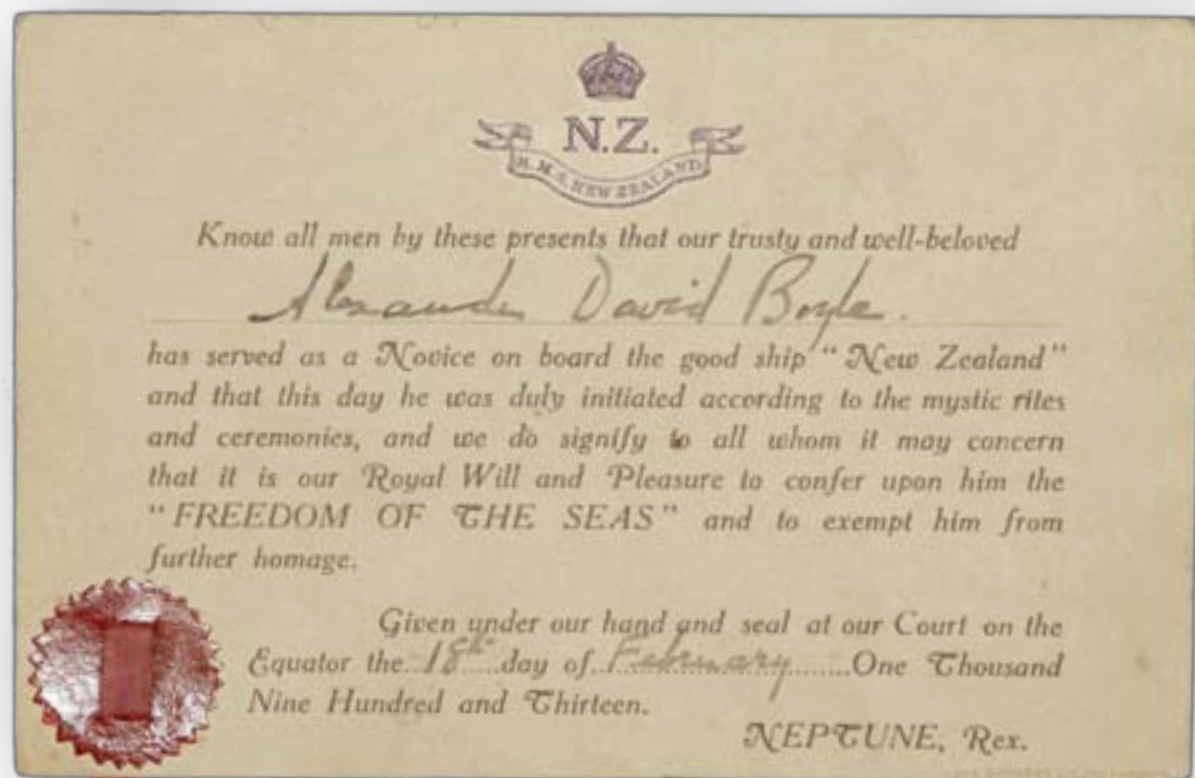 N.Z.
H.M.S. NEW ZEALAND.
Know all men by these presents that our trusty and well-beloved
Alexander David Boyle.
has served as a Novice on board the good ship "New Zealand"
and that this day he was duly initiated according to the mystic rites
and ceremonies, and we do signify to all whom it may concern
that it is our Royal Will and Pleasure to confer upon him the
"FREEDOM OF THE SEAS" and to exempt him from
further homage.
Given under our hand and seal at our Court on the
Equator the 18th day of February One Thousand
Nine Hundred and Thirteen.
NEPTUNE, Rex.